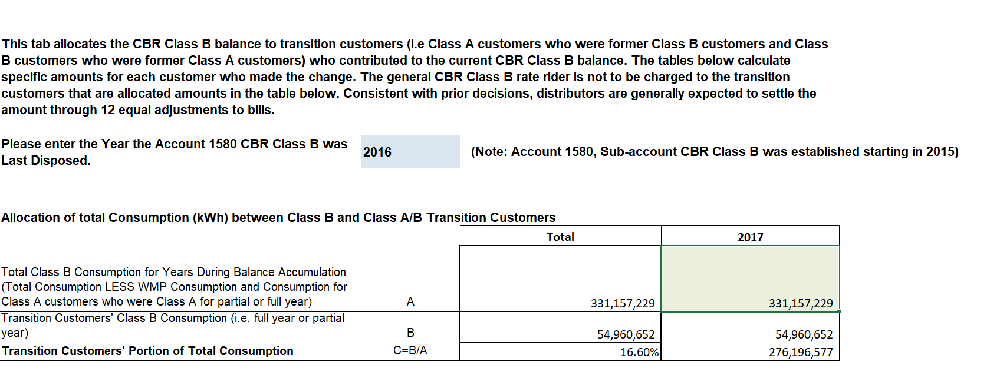 This tab allocates the CBR Class B balance to transition customers (i.e Class A customers who were former Class B customers and Class
B customers who were former Class A customers) who contributed to the current CBR Class B balance. The tables below calculate
specific amounts for each customer who made the change. The general CBR Class B rate rider is not to be charged to the transition
customers that are allocated amounts in the table below. Consistent with prior decisions, distributors are generally expected to settle the
amount through 12 equal adjustments to bills.
Please enter the Year the Account 1580 CBR Class B was
Last Disposed.
2016
(Note: Account 1580, Sub-account CBR Class B was established starting in 2015)
Allocation of total Consumption (kWh) between Class B and Class A/B Transition Customers
Total 2017
Total Class B Consumption for Years During Balance Accumulation
(Total Consumption LESS WMP Consumption and Consumption for
Class A customers who were Class A for partial or full year) A 331,157,229 331,157,229
Transition Customers' Class B Consumption (i.e. full year or partial
year) B 54,960,652 54,960,652
Transition Customers' Portion of Total Consumption C=B/A 16.60% 276,196,577